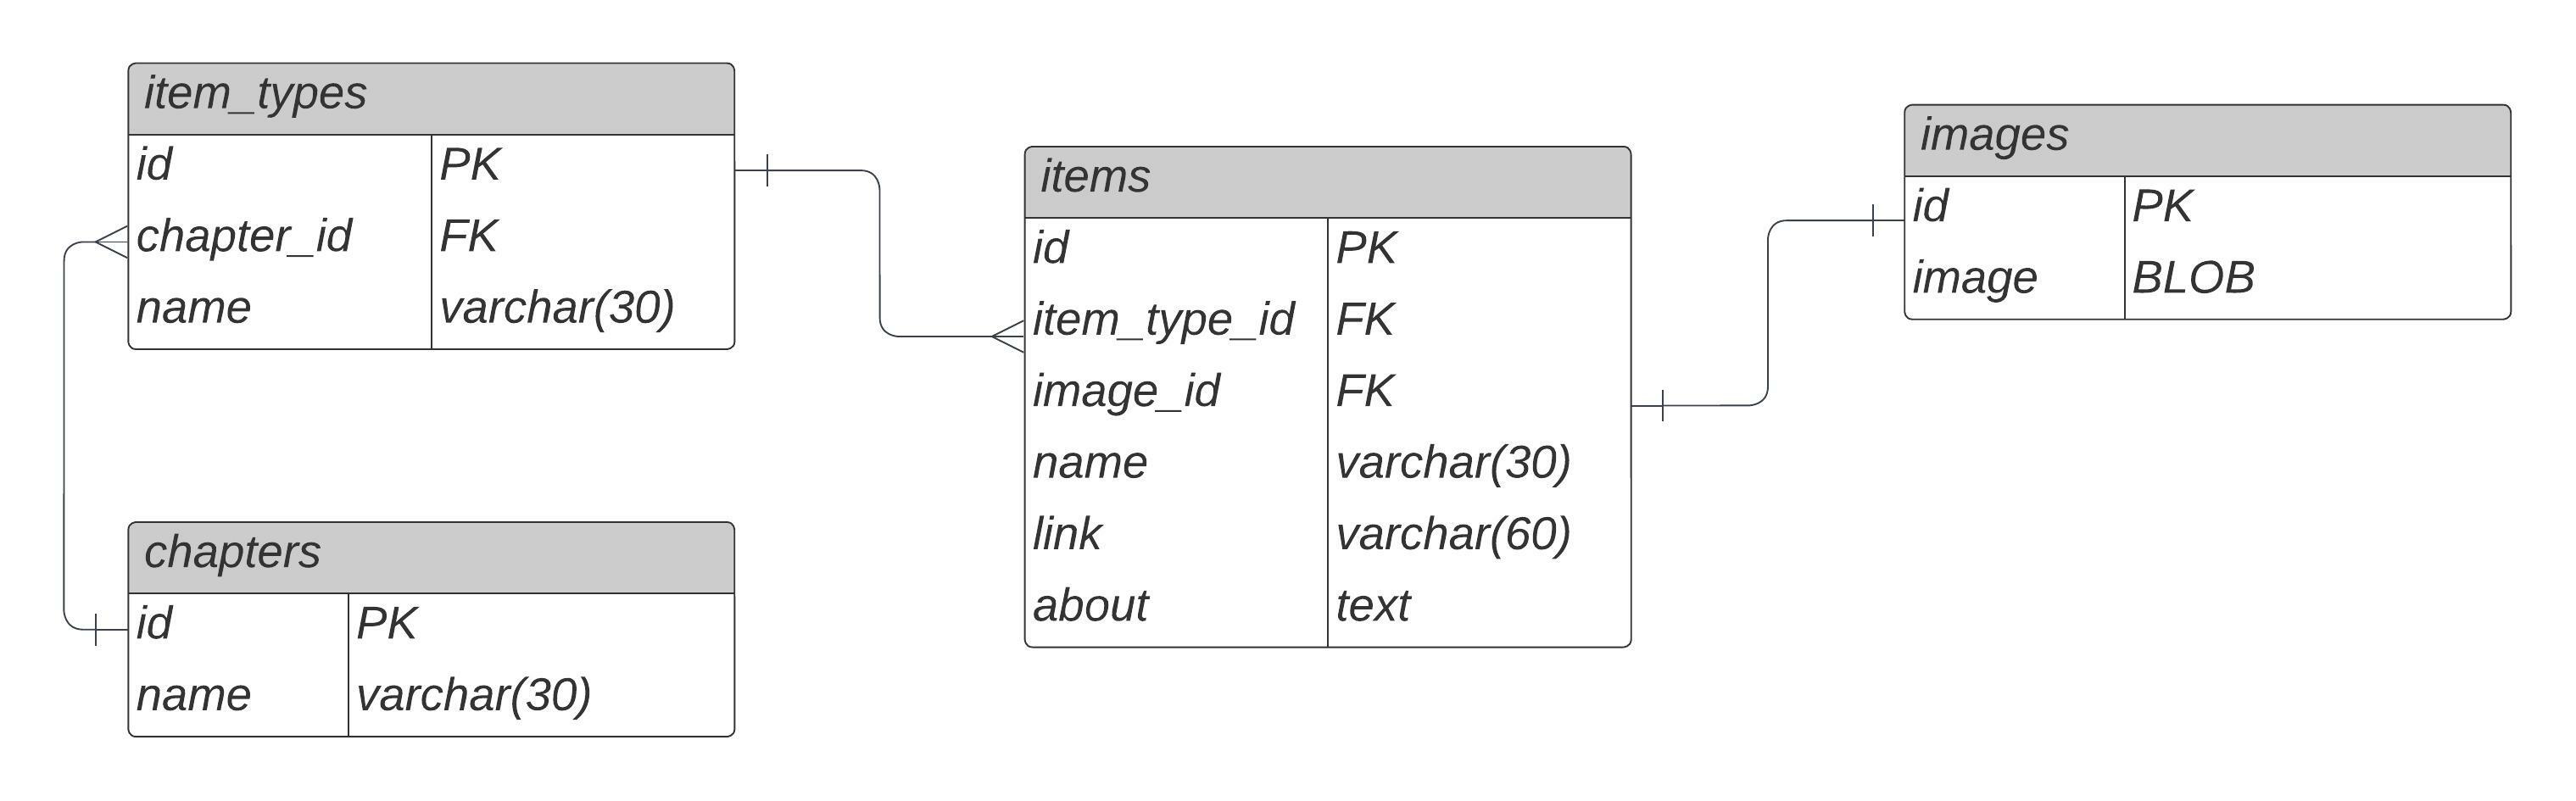 item_types
id PK
chapter_id FK
name varchar(30)
chapters
id PK
name varchar(30)
items
id PK
item_type_id FK
image_id FK
name varchar(30)
link varchar(60)
about text
images
id PK
image BLOB